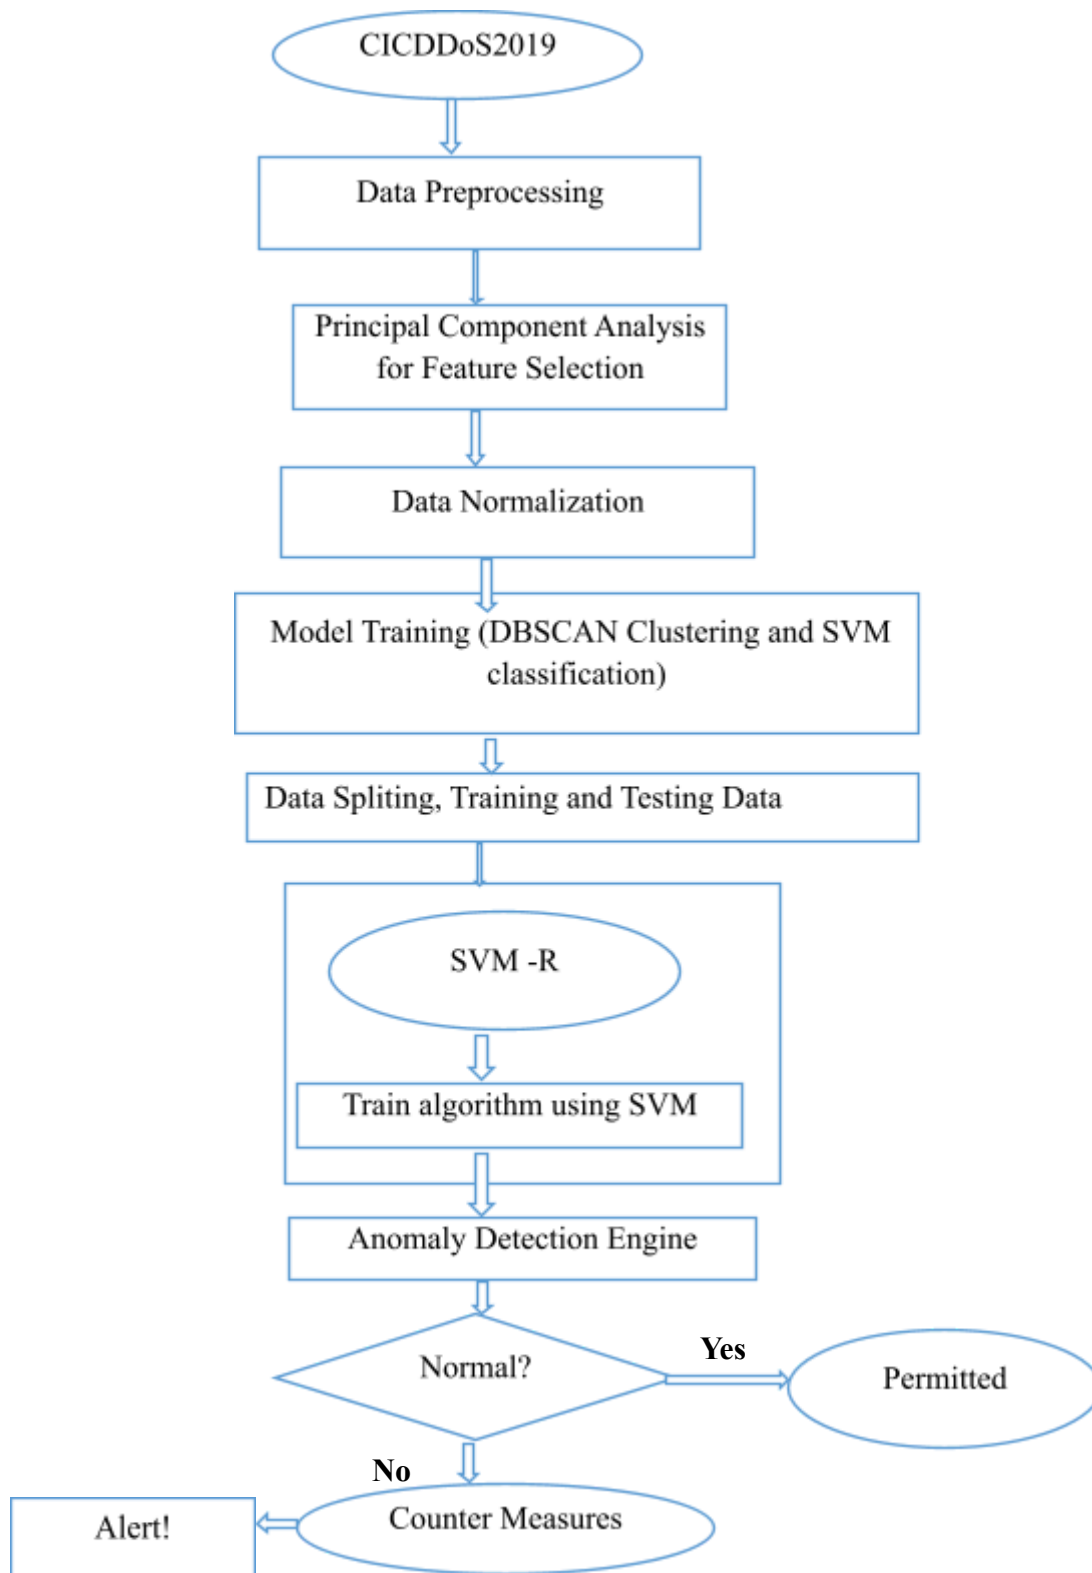 CICDDoS2019
Data Preprocessing
Principal Component Analysis
for Feature Selection
Data Normalization
Model Training (DBSCAN Clustering and SVM
classification)
Data Spliting, Training and Testing Data
SVM -R
Train algorithm using SVM
Anomaly Detection Engine
Normal?
Yes
Permitted
No
Counter Measures
Alert!